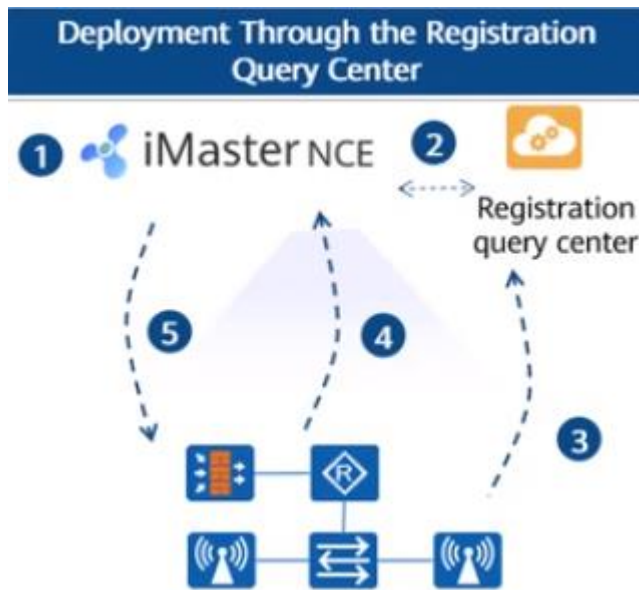 Deployment Through the Registration
Query Center
1 iMaster NCE 2
Registration
query center
5 4
3
R